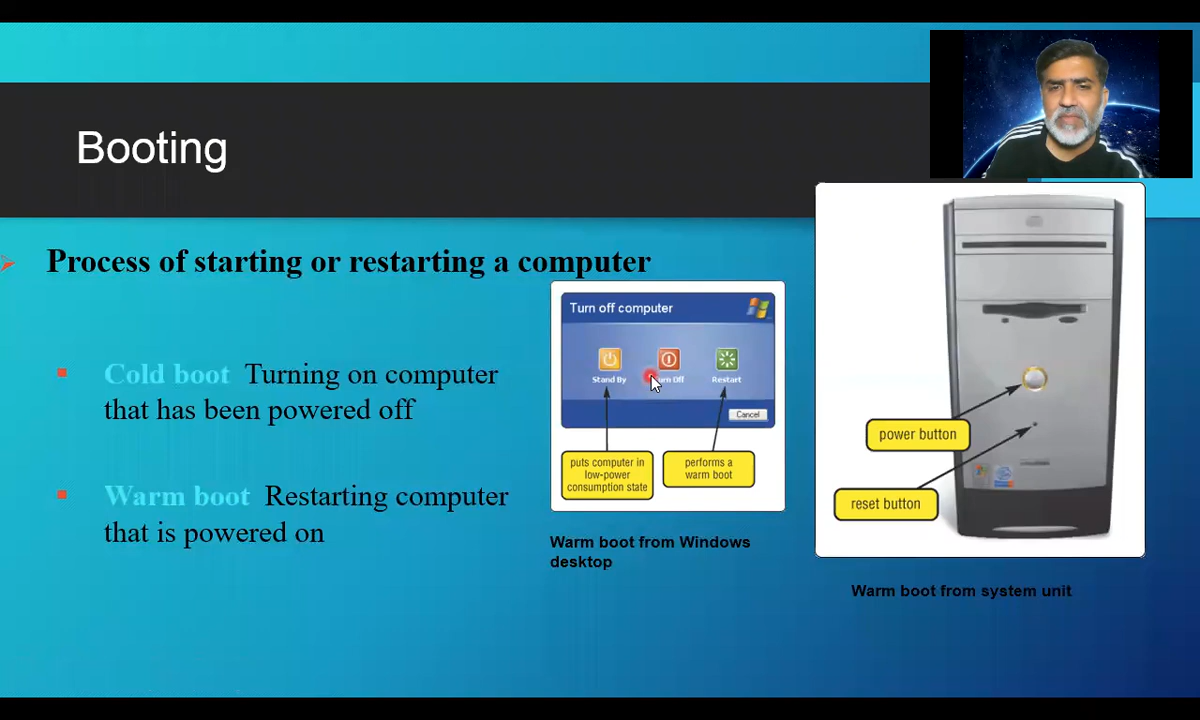 Booting
Process of starting or restarting a computer
Cold boot Turning on computer
that has been powered off
Warm boot Restarting computer
that is powered on
Turn off computer
Stand By
Off
Restart
Cancel
puts computer in
low-power
consumption state
performs a
warm boot
Warm boot from Windows
desktop
power button
reset button
Warm boot from system unit